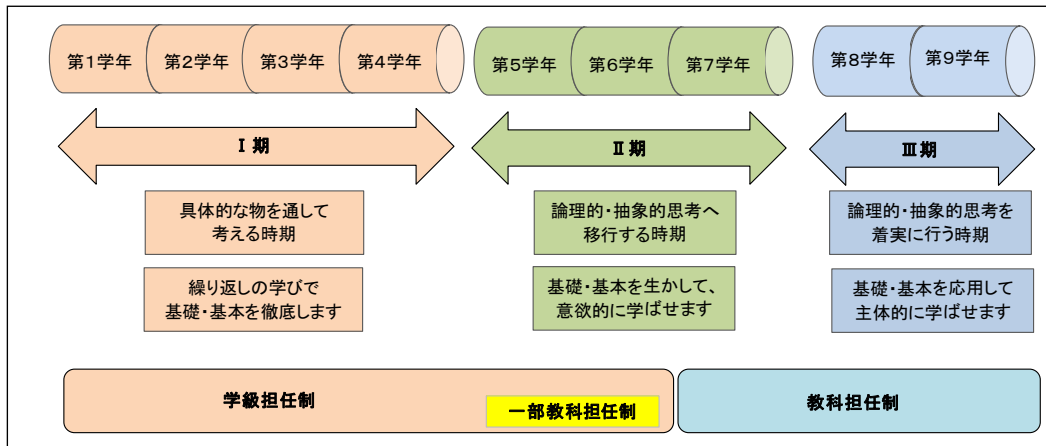 第1学年 第2学年 第3学年 第4学年 第5学年 第6学年 第7学年 第8学年 第9学年
Ⅰ期 Ⅱ期 Ⅲ期
具体的な物を通して
考える時期
論理的・抽象的思考へ
移行する時期
論理的・抽象的思考を
着実に行う時期
繰り返しの学びで
基礎・基本を徹底します
基礎・基本を生かして、
意欲的に学ばせます
基礎・基本を応用して
主体的に学ばせます
学級担任制 一部教科担任制 教科担任制